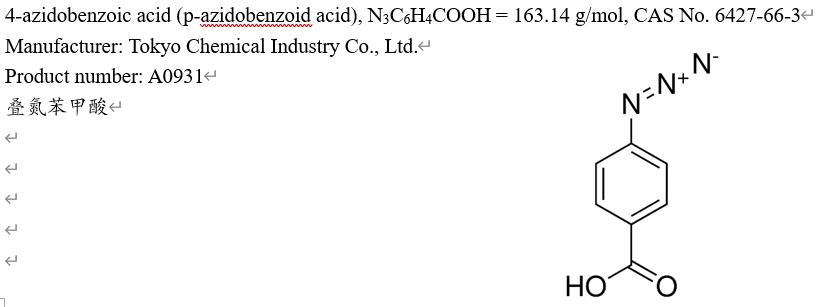 4-azidobenzoic acid (p-azidobenzoid acid), N₃C₆H₄COOH = 163.14 g/mol, CAS No. 6427-66-3
Manufacturer: Tokyo Chemical Industry Co., Ltd.
Product number: A0931
叠氮苯甲酸
N=N⁺ N⁻
HO O